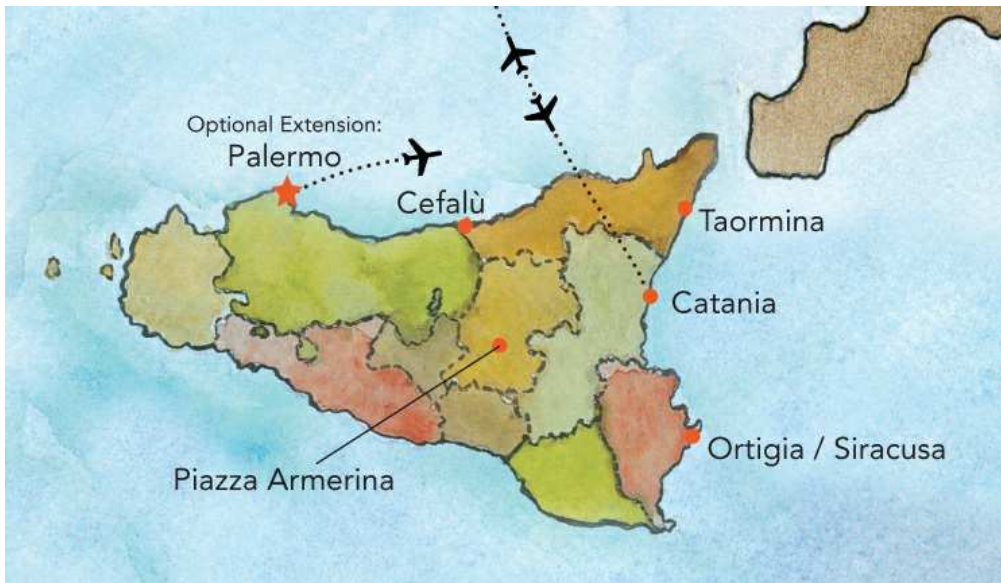 Optional Extension:
Palermo
Cefalù
Taormina
Catania
Piazza Armerina
Ortigia / Siracusa